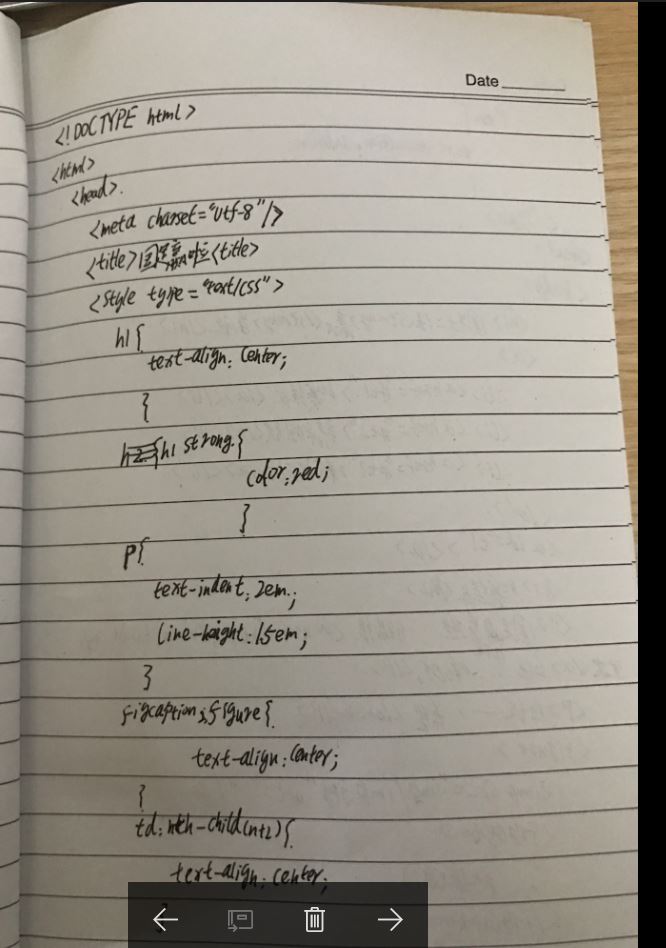 Date
<!DOCTYPE html>
<html>
<head>.
<meta charset="utf-8"/>
<title><title>
<style type="text/css">
h1{
text-align: center;
}
h1 strong{
color:red;
}
p{
text-indent: 2em;
line-height: 1.5em;
}
figcaption,figure{
text-align: center;
}
td:nth-child(n+2){
text-align: center;